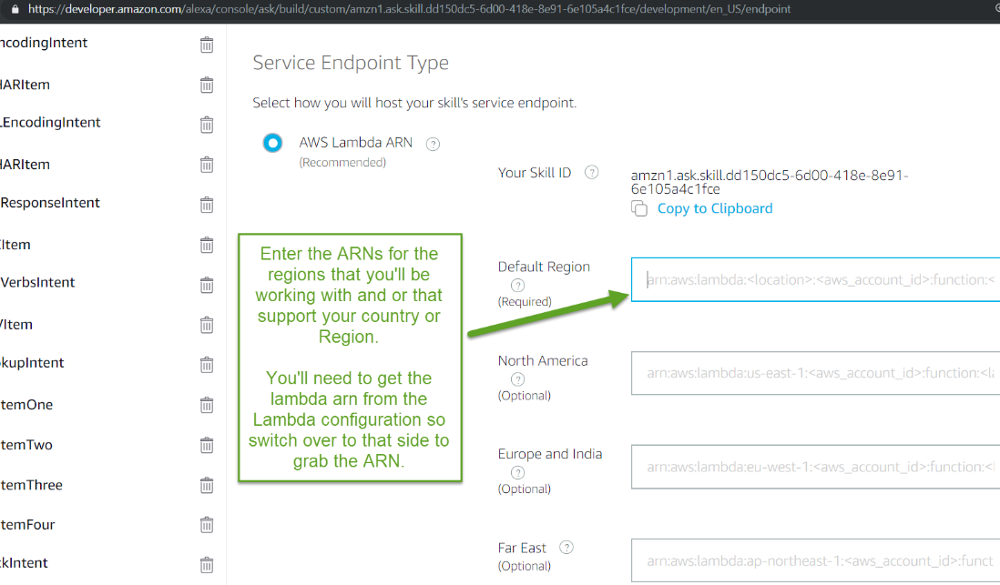 https://developer.amazon.com/alexa/console/ask/build/custom/amzn1.ask.skill.dd150dc5-6d00-418e-8e91-6e105a4c1fce/development/en_US/endpoint
ncodingIntent
HARItem
LEncodingIntent
HARItem
ResponseIntent
Item
VerbsIntent
Item
kupIntent
temOne
temTwo
temThree
temFour
kIntent
Service Endpoint Type
Select how you will host your skill's service endpoint.
AWS Lambda ARN ?
(Recommended)
Your Skill ID ?
amzn1.ask.skill.dd150dc5-6d00-418e-8e91-
6e105a4c1fce
Copy to Clipboard
Enter the ARNs for the
regions that you'll be
working with and or that
support your country or
Region.
You'll need to get the
lambda arn from the
Lambda configuration so
switch over to that side to
grab the ARN.
Default Region
?
(Required)
arn:aws:lambda:<location>:<aws_account_id>:function:<
North America
?
(Optional)
arn:aws:lambda:us-east-1:<aws_account_id>:function:<la
Europe and India
?
(Optional)
arn:aws:lambda:eu-west-1:<aws_account_id>:function:<l
Far East ?
(Optional)
arn:aws:lambda:ap-northeast-1:<aws_account_id>:funct